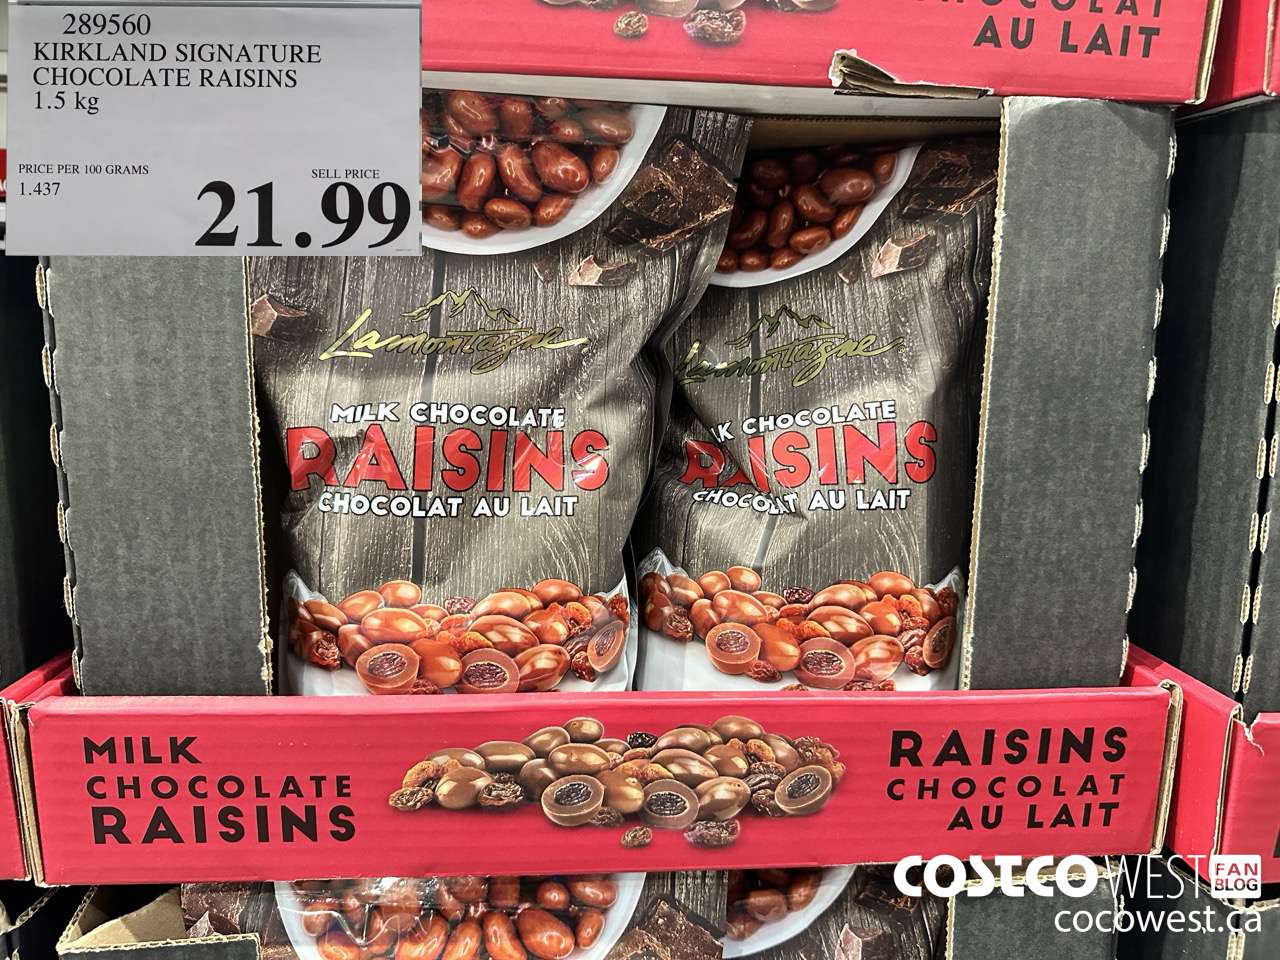 289560
KIRKLAND SIGNATURE
CHOCOLATE RAISINS
1.5 kg
PRICE PER 100 GRAMS
1.437
SELL PRICE
21.99
AU LAIT
Lamontagne
MILK CHOCOLATE
RAISINS
CHOCOLAT AU LAIT
Lamontagne
CHOCOLATE
RAISINS
CHOCOLAT AU LAIT
MILK
CHOCOLATE
RAISINS
RAISINS
CHOCOLAT
AU LAIT
COSTCO WEST FAN BLOG
cocowest.ca